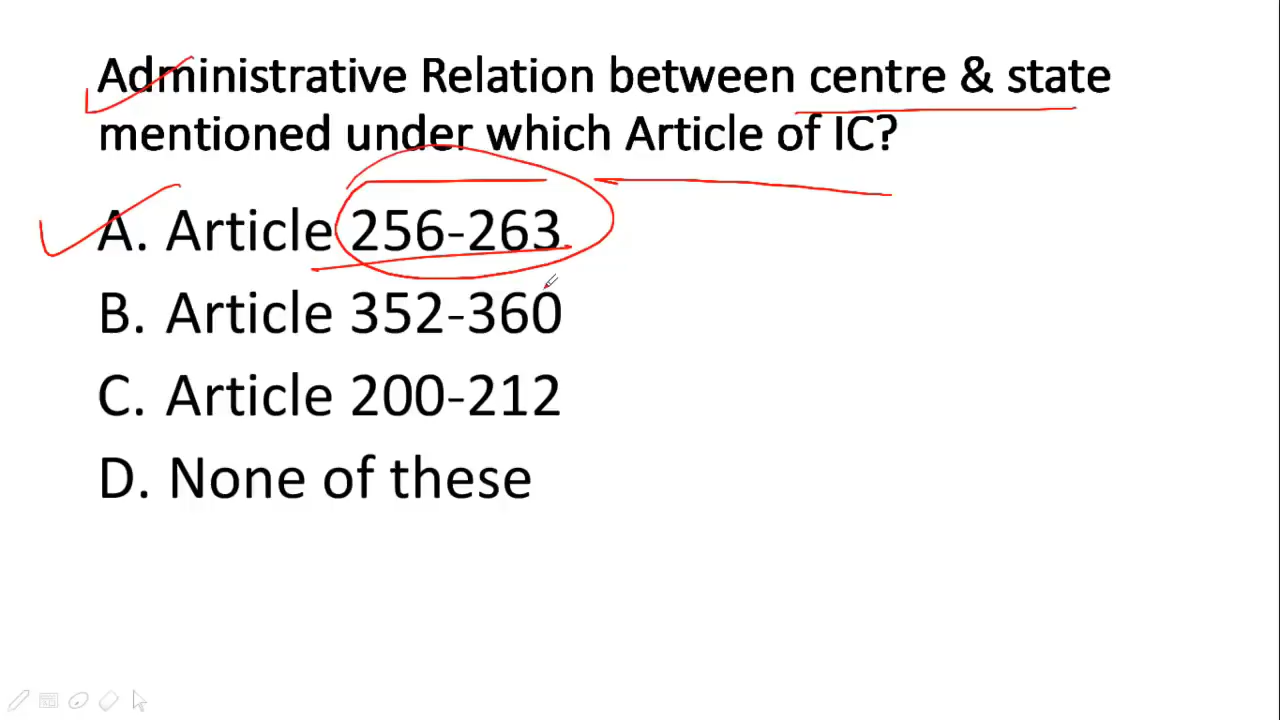 Administrative Relation between centre & state
mentioned under which Article of IC?
A. Article 256-263
B. Article 352-360
C. Article 200-212
D. None of these